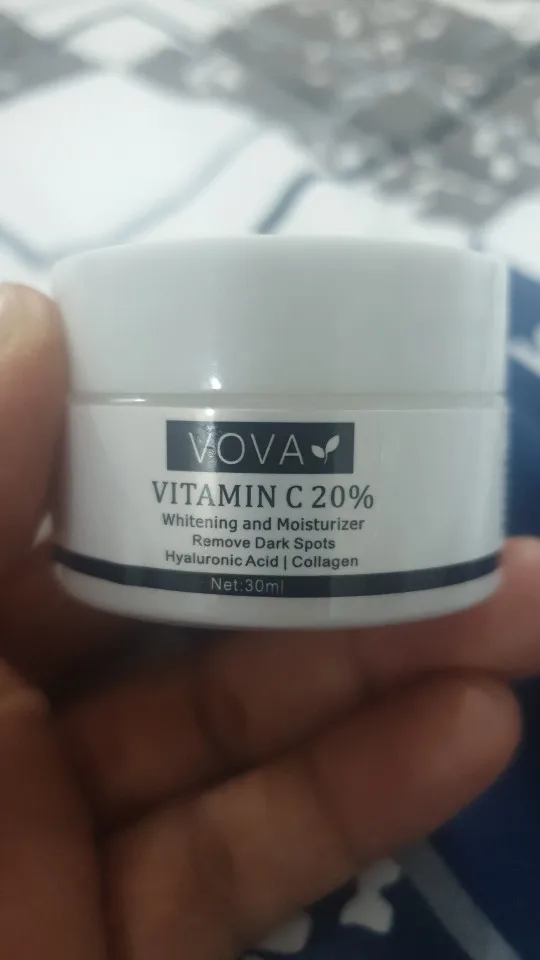 VOVA
VITAMIN C 20%
Whitening and Moisturizer
Remove Dark Spots
Hyaluronic Acid | Collagen
Net:30ml